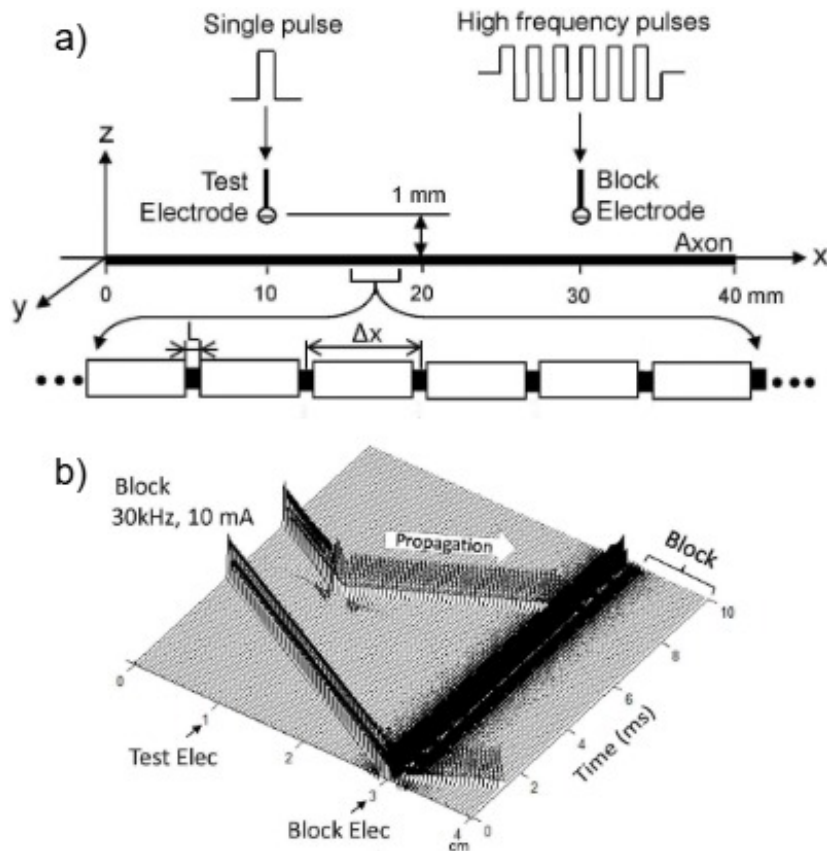 a)
Single pulse
High frequency pulses
z
Test
Electrode
1 mm
Block
Electrode
Axon
x
y
0
10
20
30
40 mm
L
Δx
b)
Block
30kHz, 10 mA
Propagation
Block
0
1
2
3
4
cm
0
2
4
6
8
10
Time (ms)
Test Elec
Block Elec